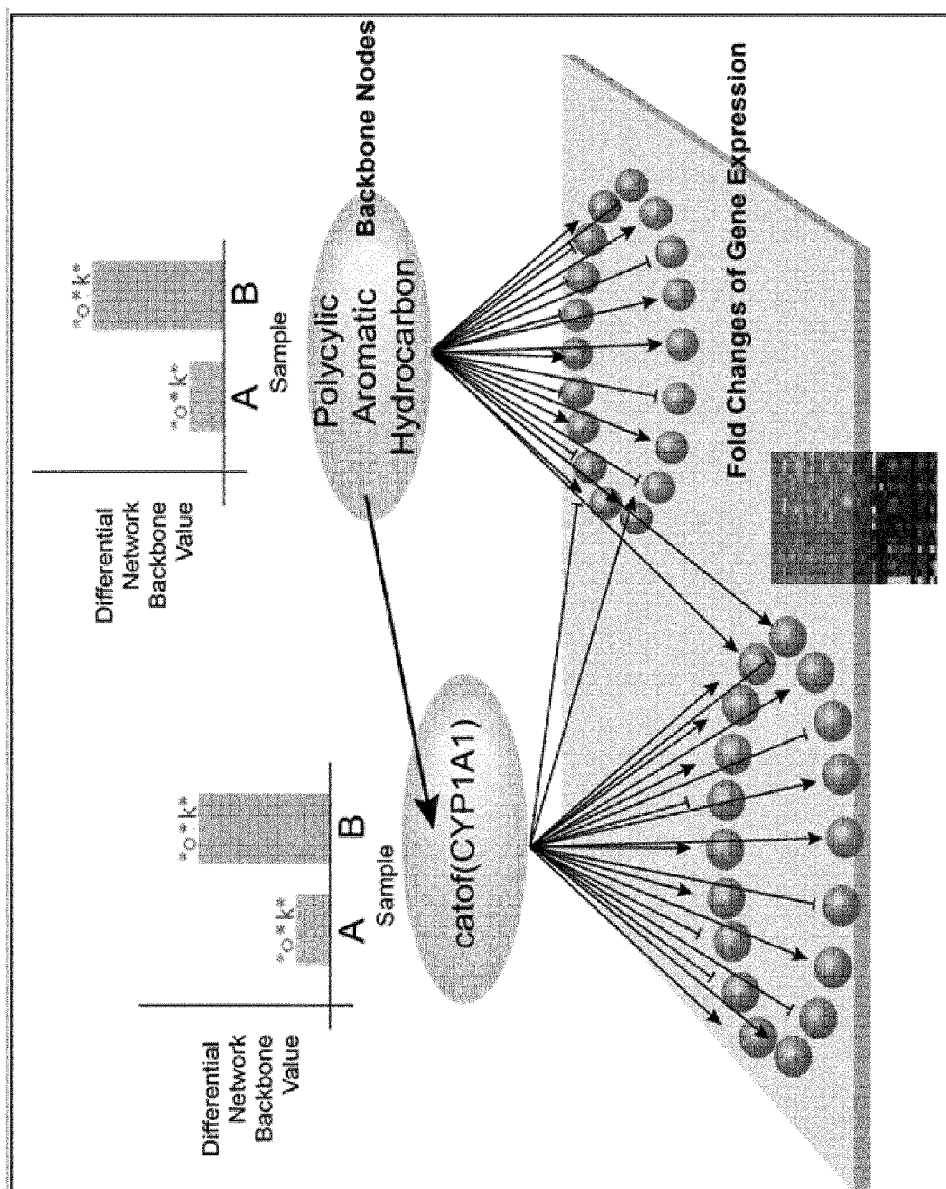 Differential
Network
Backbone
Value
*o*k*
A
*o*k*
B
Sample
catof(CYP1A1)
Differential
Network
Backbone
Value
*o*k*
A
*o*k*
B
Sample
Polycylic
Aromatic
Hydrocarbon
Backbone Nodes
Fold Changes of Gene Expression